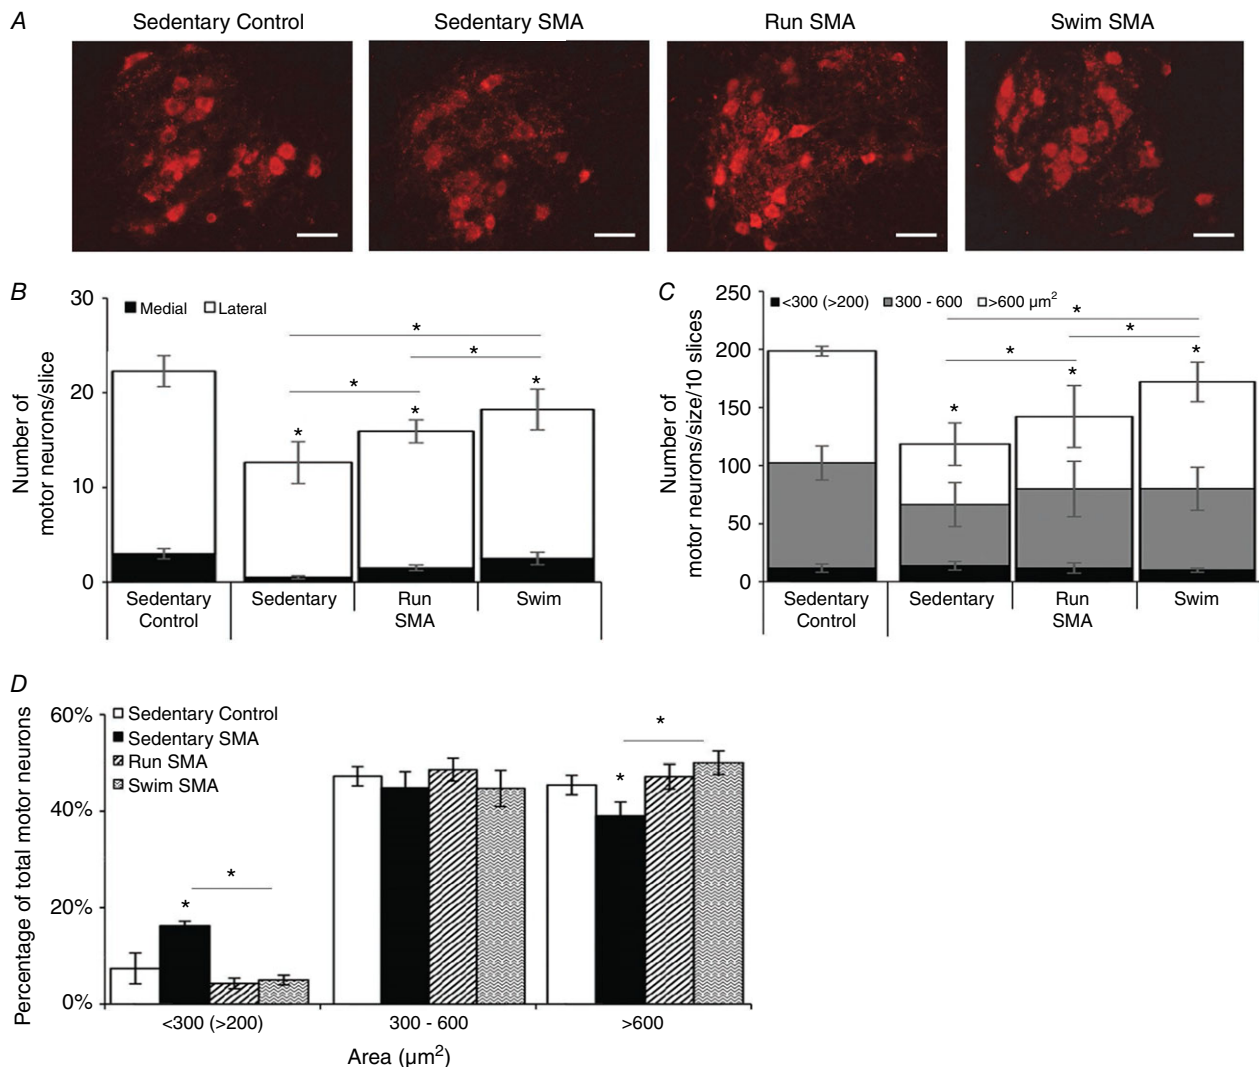 A
Sedentary Control
Sedentary SMA
Run SMA
Swim SMA
B
Number of
motor neurons/slice
30
20
10
0
Medial
Lateral
*
*
*
*
*
*
Sedentary
Control
Sedentary
Run
SMA
Swim
C
Number of
motor neurons/size/10 slices
250
200
150
100
50
0
<300 (>200)
300 - 600
>600 µm²
*
*
*
*
*
*
Sedentary
Control
Sedentary
Run
SMA
Swim
D
Percentage of total motor neurons
60%
40%
20%
0%
Sedentary Control
Sedentary SMA
Run SMA
Swim SMA
*
*
*
*
<300 (>200)
300 - 600
>600
Area (µm²)